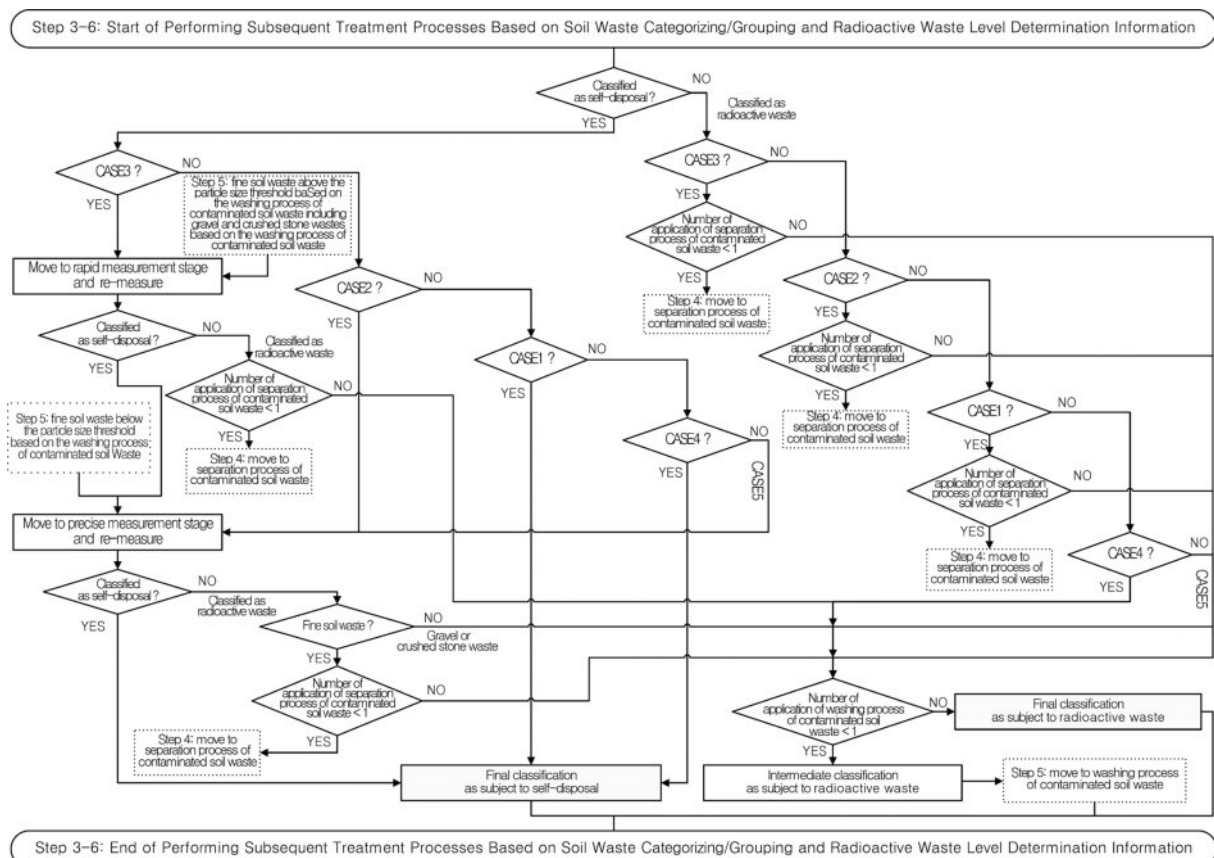 Step 3-6: Start of Performing Subsequent Treatment Processes Based on Soil Waste Categorizing/Grouping and Radioactive Waste Level Determination Information
Classified
as self-disposal?
NO
Classified as
radioactive waste
YES
CASE3 ?
NO
YES
Step 5: fine soil waste above the
particle size threshold baSed on
the washing process of
contaminated soil waste including
gravel and crushed stone wastes
based on the washing process of
contaminated soil waste
Move to rapid measurement stage
and re-measure
Classified
as self-disposal?
NO
Classified as
radioactive waste
YES
Number of
application of separation
process of contaminated
soil waste < 1
NO
YES
Step 4: move to
separation process of
contaminated soil waste
Step 5: fine soil waste below
the particle size threshold
based on the washing process
of contaminated soil Waste
Move to precise measurement stage
and re-measure
Classified
as self-disposal?
NO
Classified as
radioactive waste
YES
Fine soil waste ?
NO
Gravel or
crushed stone waste
YES
Number of
application of separation
process of contaminated
soil waste < 1
NO
YES
Step 4: move to
separation process of
contaminated soil waste
CASE2 ?
NO
YES
CASE1 ?
NO
YES
CASE4 ?
NO
YES
CASE5
CASE3 ?
NO
YES
Number of
application of separation
process of contaminated
soil waste < 1
NO
YES
Step 4: move to
separation process of
contaminated soil waste
CASE2 ?
NO
YES
Number of
application of separation
process of contaminated
soil waste < 1
NO
YES
Step 4: move to
separation process of
contaminated soil waste
CASE1 ?
NO
YES
Number of
application of separation
process of contaminated
soil waste < 1
NO
YES
Step 4: move to
separation process of
contaminated soil waste
CASE4 ?
NO
YES
CASE5
Number of
application of washing process
of contaminated soil
waste < 1
NO
YES
Final classification
as subject to radioactive waste
Final classification
as subject to self-disposal
Intermediate classification
as subject to radioactive waste
Step 5: move to washing process
of contaminated soil waste
Step 3-6: End of Performing Subsequent Treatment Processes Based on Soil Waste Categorizing/Grouping and Radioactive Waste Level Determination Information